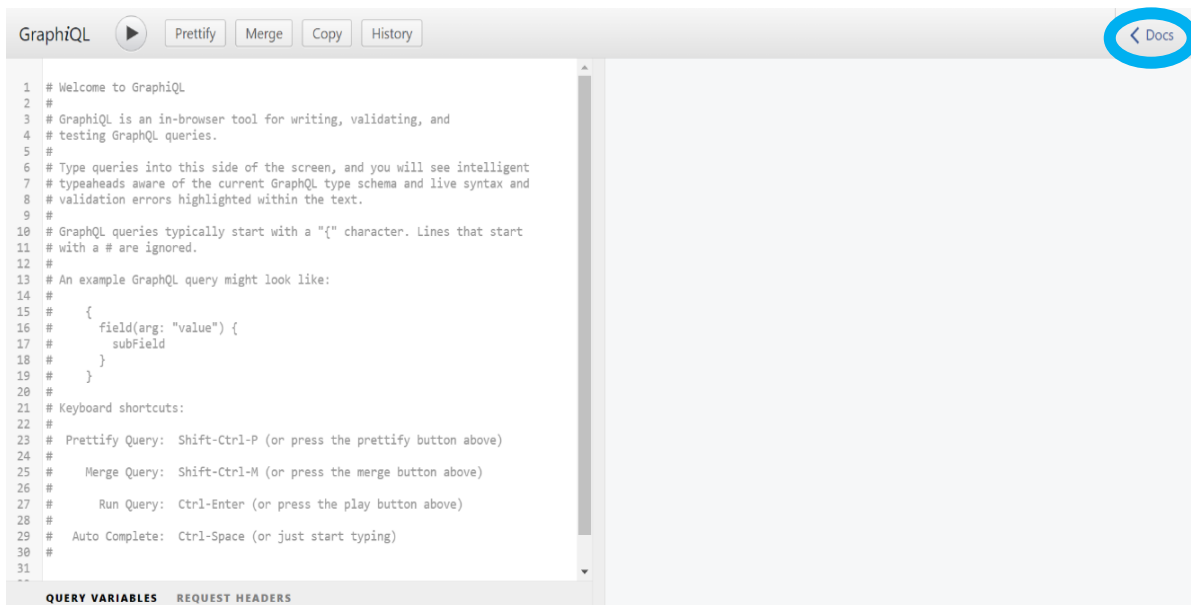 GraphiQL Prettify Merge Copy History < Docs
1 # Welcome to GraphiQL
2 #
3 # GraphiQL is an in-browser tool for writing, validating, and
4 # testing GraphQL queries.
5 #
6 # Type queries into this side of the screen, and you will see intelligent
7 # typeaheads aware of the current GraphQL type schema and live syntax and
8 # validation errors highlighted within the text.
9 #
10 # GraphQL queries typically start with a "{" character. Lines that start
11 # with a # are ignored.
12 #
13 # An example GraphQL query might look like:
14 #
15 #     {
16 #       field(arg: "value") {
17 #         subField
18 #       }
19 #     }
20 #
21 # Keyboard shortcuts:
22 #
23 #  Prettify Query:  Shift-Ctrl-P (or press the prettify button above)
24 #
25 #     Merge Query:  Shift-Ctrl-M (or press the merge button above)
26 #
27 #       Run Query:  Ctrl-Enter (or press the play button above)
28 #
29 #   Auto Complete:  Ctrl-Space (or just start typing)
30 #
31
QUERY VARIABLES REQUEST HEADERS